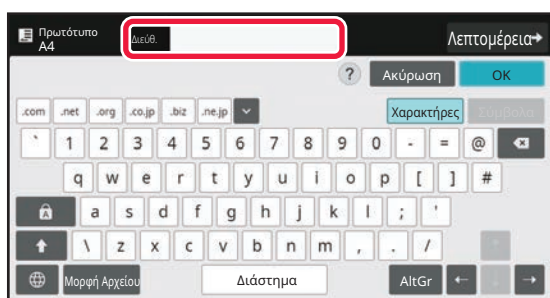 Πρωτότυπο
A4
Διεύθ.
Λεπτομέρεια
? Ακύρωση OK
.com .net .org .co.jp .biz .ne.jp Χαρακτήρες Σύμβολα
` 1 2 3 4 5 6 7 8 9 0 - = @
q w e r t y u i o p [ ] #
A a s d f g h j k l ; '
\ z x c v b n m , . /
Μορφή Αρχείου Διάστημα AltGr